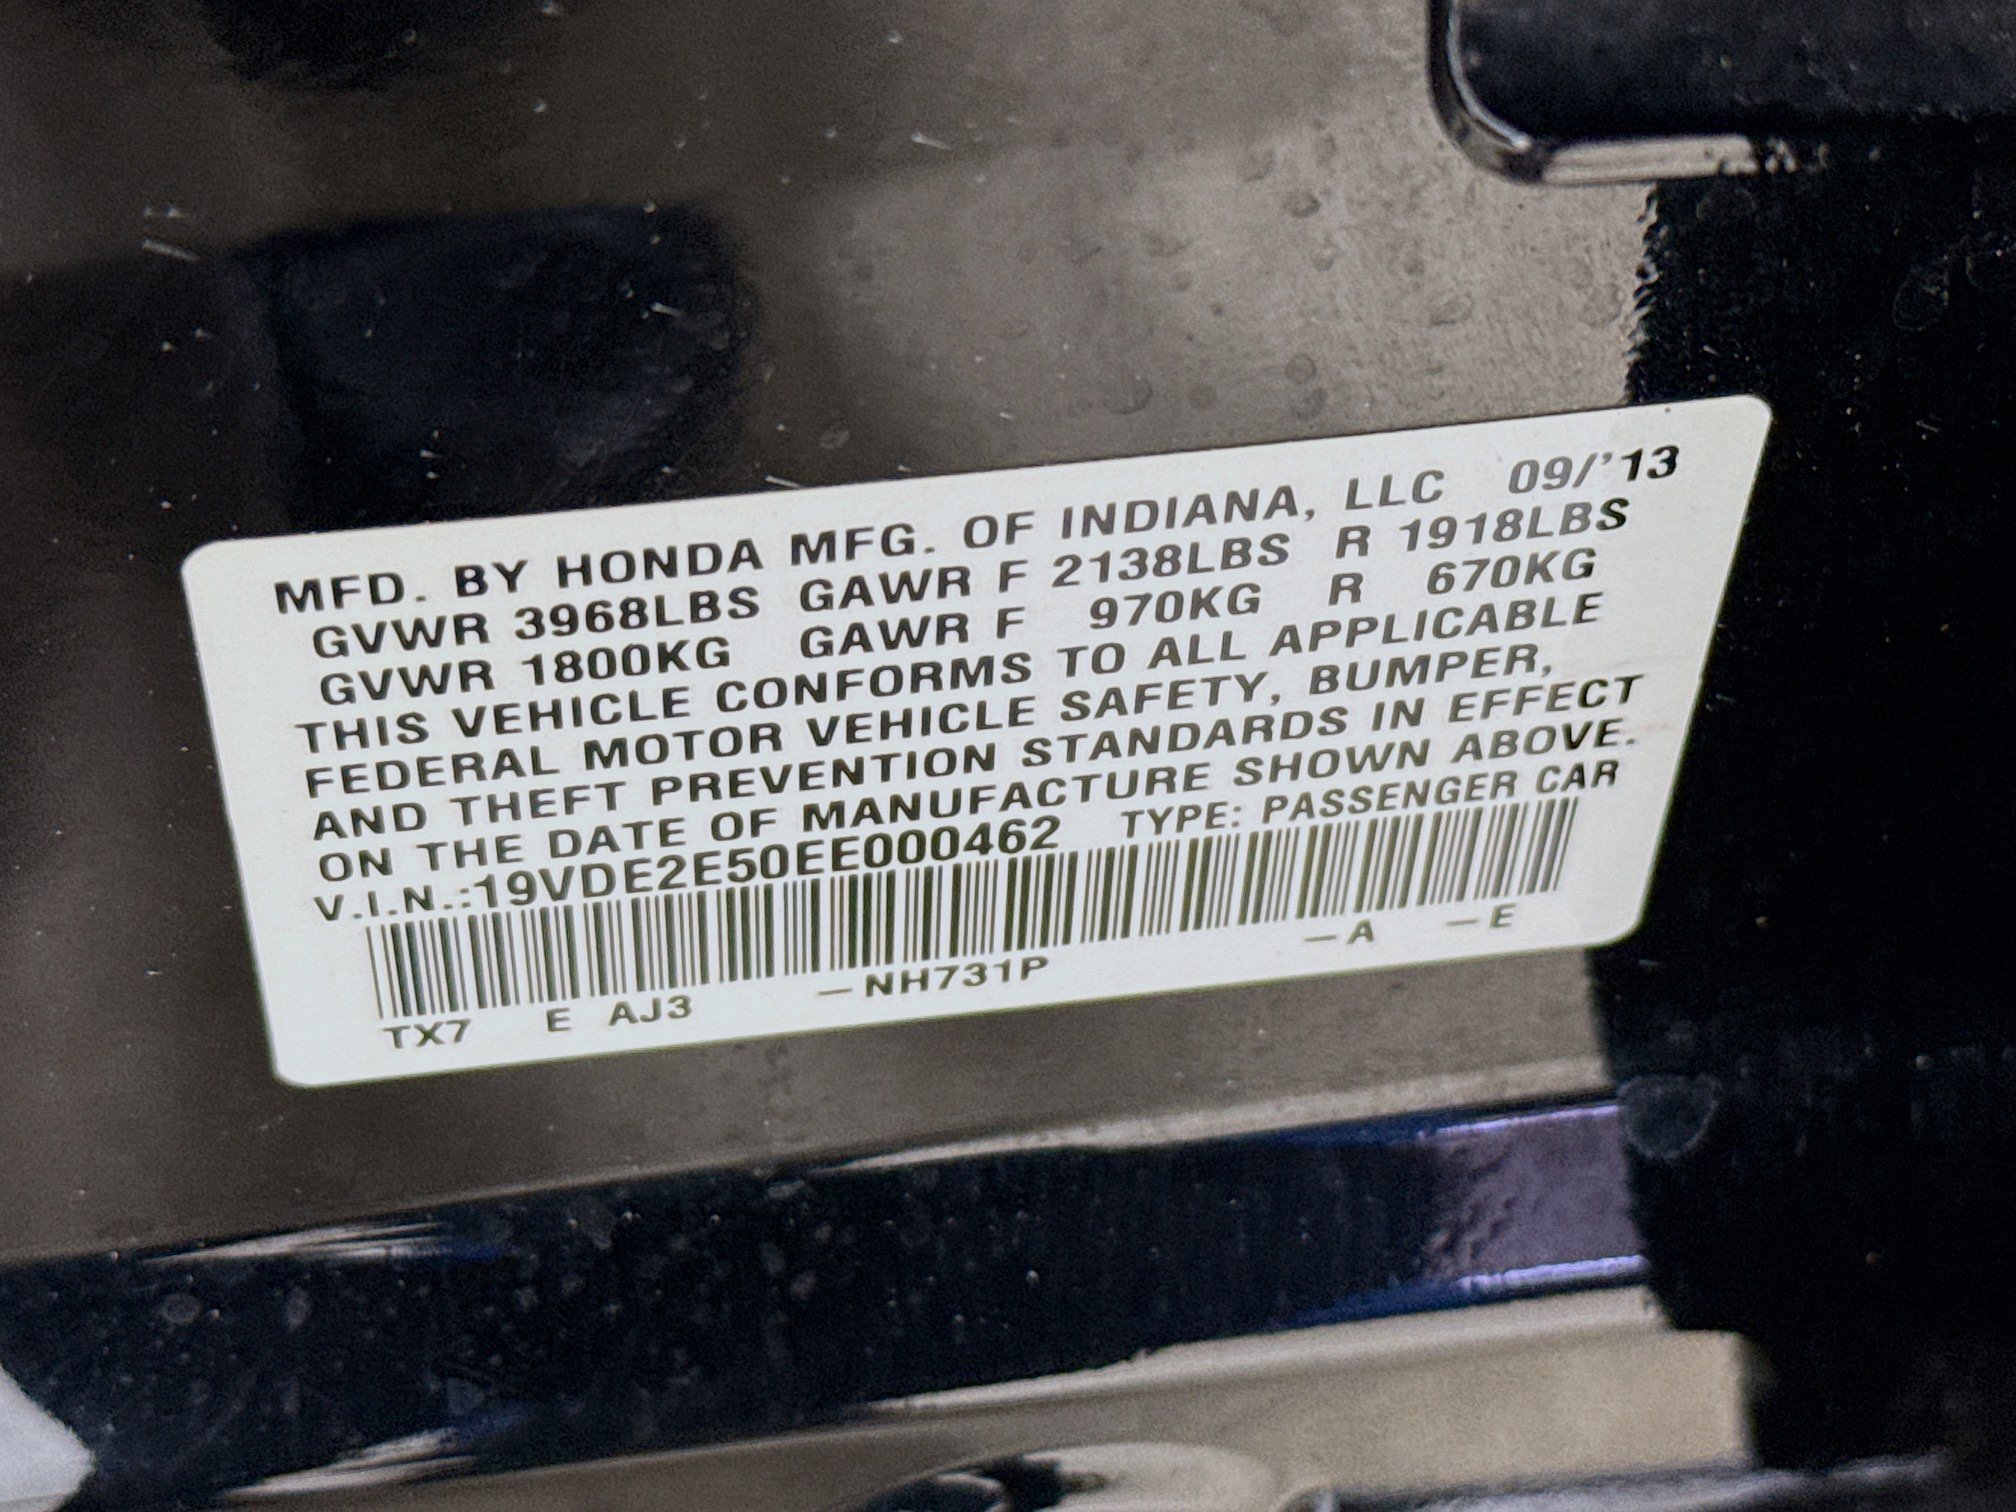 MFD. BY HONDA MFG. OF INDIANA, LLC 09/'13
GVWR 3968LBS GAWR F 2138LBS R 1918LBS
GVWR 1800KG GAWR F 970KG R 670KG
THIS VEHICLE CONFORMS TO ALL APPLICABLE
FEDERAL MOTOR VEHICLE SAFETY, BUMPER,
AND THEFT PREVENTION STANDARDS IN EFFECT
ON THE DATE OF MANUFACTURE SHOWN ABOVE.
V.I.N.:19VDE2E50EE000462 TYPE: PASSENGER CAR
TX7 E AJ3 –NH731P –A –E